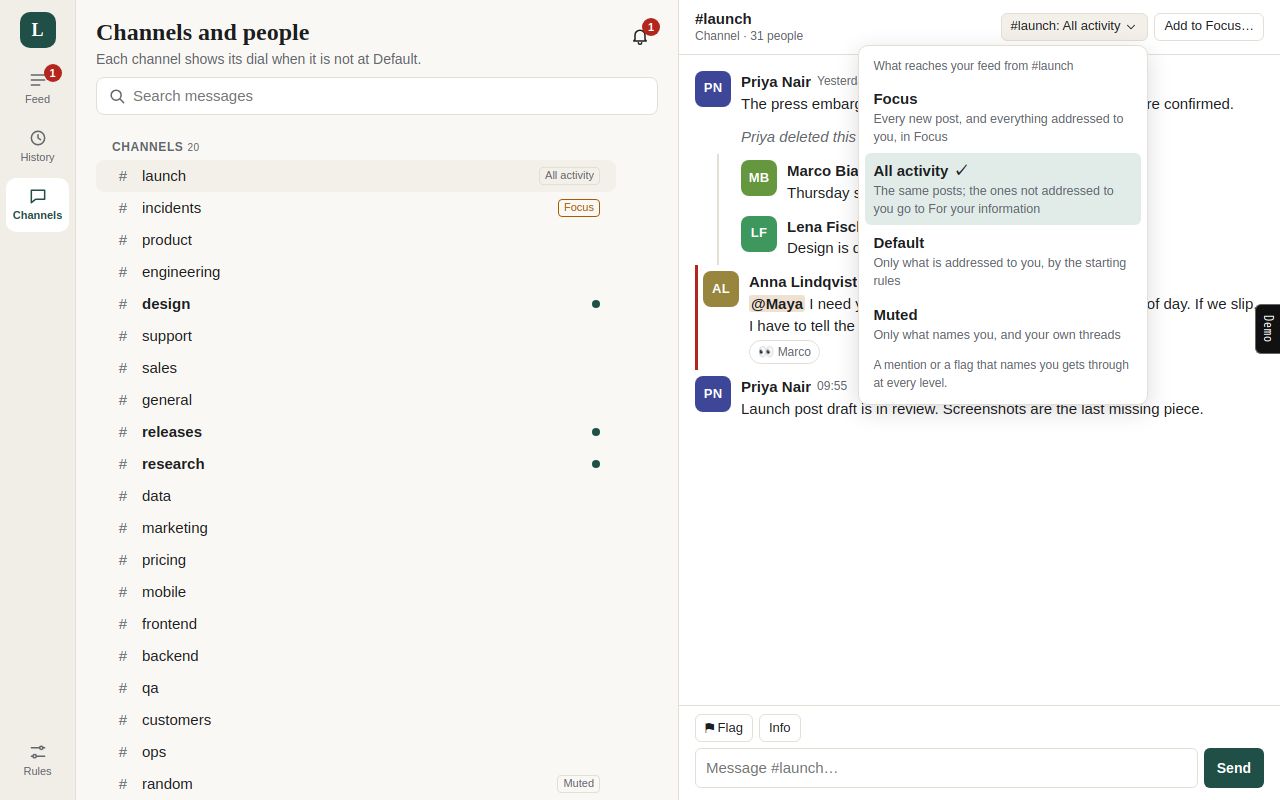 L
1
Feed
History
Channels
Rules
Channels and people
1
Each channel shows its dial when it is not at Default.
Search messages
CHANNELS 20
# launch All activity
# incidents Focus
# product
# engineering
# design
# support
# sales
# general
# releases
# research
# data
# marketing
# pricing
# mobile
# frontend
# backend
# qa
# customers
# ops
# random Muted
#launch
Channel · 31 people
#launch: All activity
Add to Focus…
What reaches your feed from #launch
Focus
Every new post, and everything addressed to
you, in Focus
All activity ✓
The same posts; the ones not addressed to
you go to For your information
Default
Only what is addressed to you, by the starting
rules
Muted
Only what names you, and your own threads
A mention or a flag that names you gets through
at every level.
PN
Priya Nair
The press re confirmed.
Priya deleted this
MB
Marco
Thursday
LF
Lena
Design is
AL
Anna Lindqvist
@Maya I need of day. If we slip,
I have to tell the
👀 Marco
PN
Priya Nair 09:55
Launch post draft is in review. Screenshots are the last missing piece.
Demo
Flag
Info
Message #launch…
Send